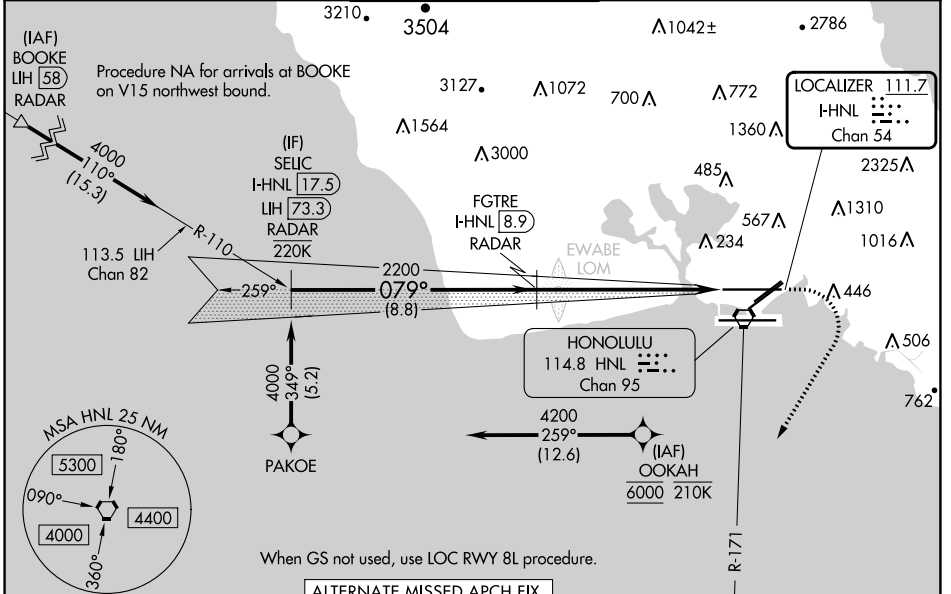 3210
3504
1042±
2786
(IAF)
BOOKE
LIH 58
RADAR
Procedure NA for arrivals at BOOKE
on V15 northwest bound.
3127
1072
700
772
LOCALIZER 111.7
I-HNL
Chan 54
1564
1360
4000
110°
(15.3)
(IF)
SELIC
I-HNL 17.5
LIH 73.3
RADAR
220K
3000
485
2325
FGTRE
I-HNL 8.9
RADAR
567
1310
R-110
113.5 LIH
Chan 82
EWABE
LOM
234
1016
259°
2200
079°
(8.8)
446
4000
349°
(5.2)
HONOLULU
114.8 HNL
Chan 95
506
762
4200
259°
(12.6)
PAKOE
(IAF)
OOKAH
6000 210K
MSA HNL 25 NM
180°
5300
090°
4400
4000
360°
R-171
When GS not used, use LOC RWY 8L procedure.
ALTERNATE MISSED APCH FIX